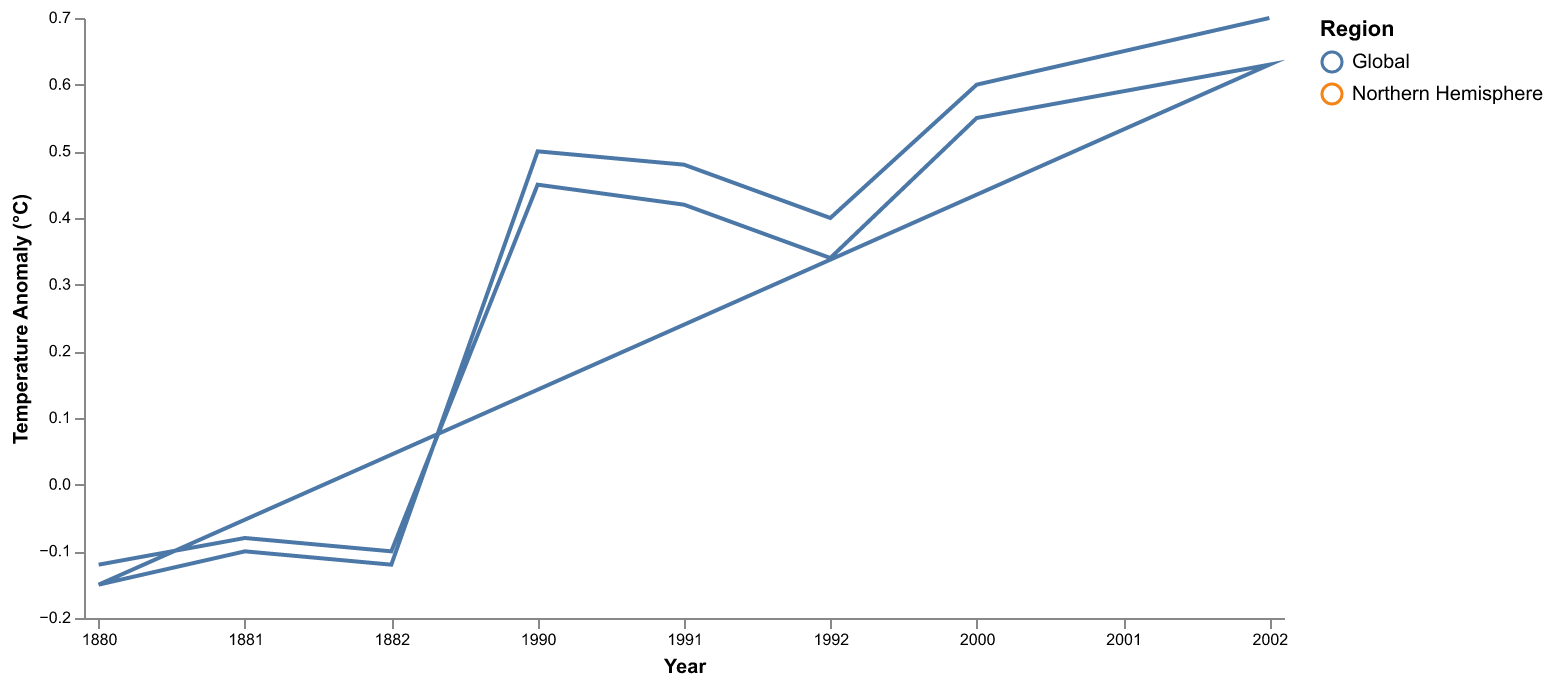 0.7
0.6
0.5
0.4
0.3
0.2
0.1
0.0
−0.1
−0.2
Temperature Anomaly (°C)
1880 1881 1882 1990 1991 1992 2000 2001 2002
Year
Region
Global
Northern Hemisphere